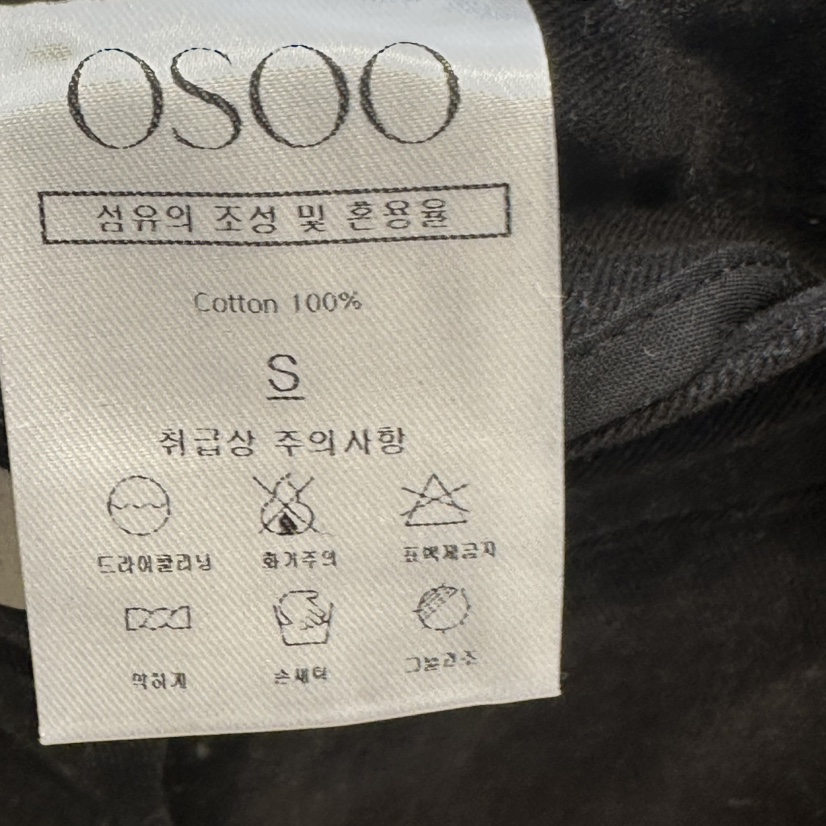 OSOO
섬유의 조성 및 혼용율
Cotton 100%
S
취급상 주의사항
드라이클리닝 화기주의 표백제금지
약하게 손세탁 그늘건조